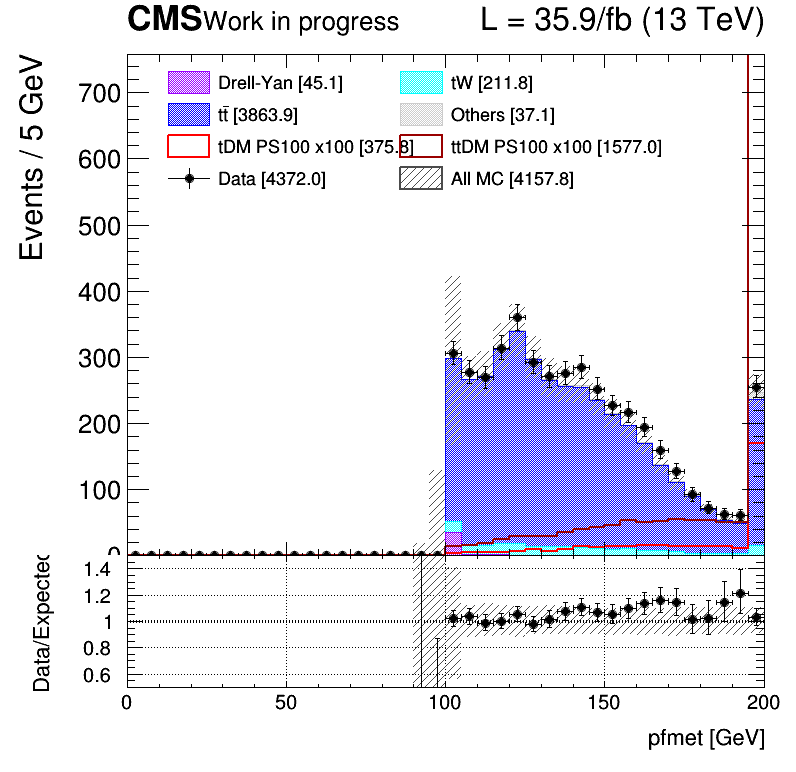 CMS Work in progress L = 35.9/fb (13 TeV)
Events / 5 GeV
700
600
500
400
300
200
100
0
Drell-Yan [45.1] tW [211.8]
tt̄ [3863.9] Others [37.1]
tDM PS100 x100 [375.8] ttDM PS100 x100 [1577.0]
Data [4372.0] All MC [4157.8]
Data/Expected
1.4
1.2
1
0.8
0.6
0 50 100 150 200
pfmet [GeV]